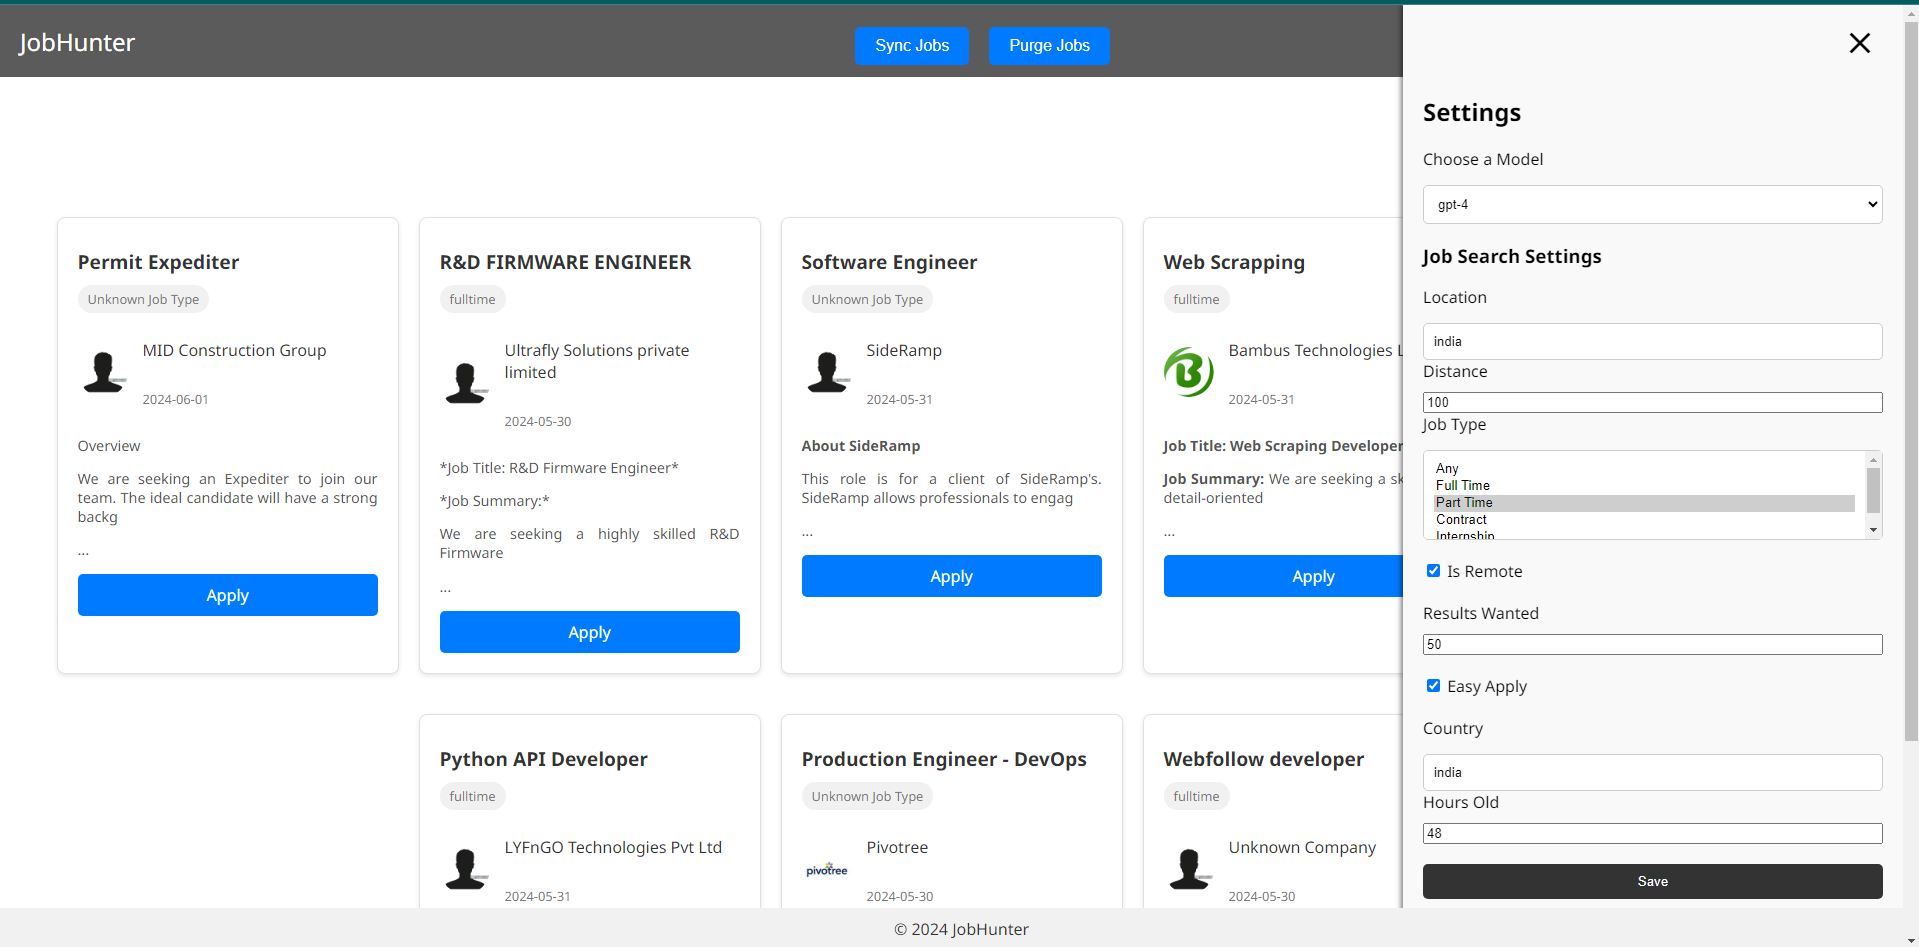 JobHunter
Sync Jobs
Purge Jobs
Permit Expediter
Unknown Job Type
MID Construction Group
2024-06-01
Overview
We are seeking an Expediter to join our
team. The ideal candidate will have a strong
backg
...
Apply
R&D FIRMWARE ENGINEER
fulltime
Ultrafly Solutions private
limited
2024-05-30
*Job Title: R&D Firmware Engineer*
*Job Summary:*
We are seeking a highly skilled R&D
Firmware
...
Apply
Software Engineer
Unknown Job Type
SideRamp
2024-05-31
About SideRamp
This role is for a client of SideRamp's.
SideRamp allows professionals to engag
...
Apply
Web Scrapping
fulltime
Bambus Technologies L
2024-05-31
Job Title: Web Scraping Developer
Job Summary: We are seeking a sk
detail-oriented
...
Apply
Python API Developer
fulltime
LYFnGO Technologies Pvt Ltd
2024-05-31
Production Engineer - DevOps
Unknown Job Type
pivotree
Pivotree
2024-05-30
Webfollow developer
fulltime
Unknown Company
2024-05-30
Settings
Choose a Model
gpt-4
Job Search Settings
Location
india
Distance
100
Job Type
Any
Full Time
Part Time
Contract
Internship
Is Remote
Results Wanted
50
Easy Apply
Country
india
Hours Old
48
Save
© 2024 JobHunter